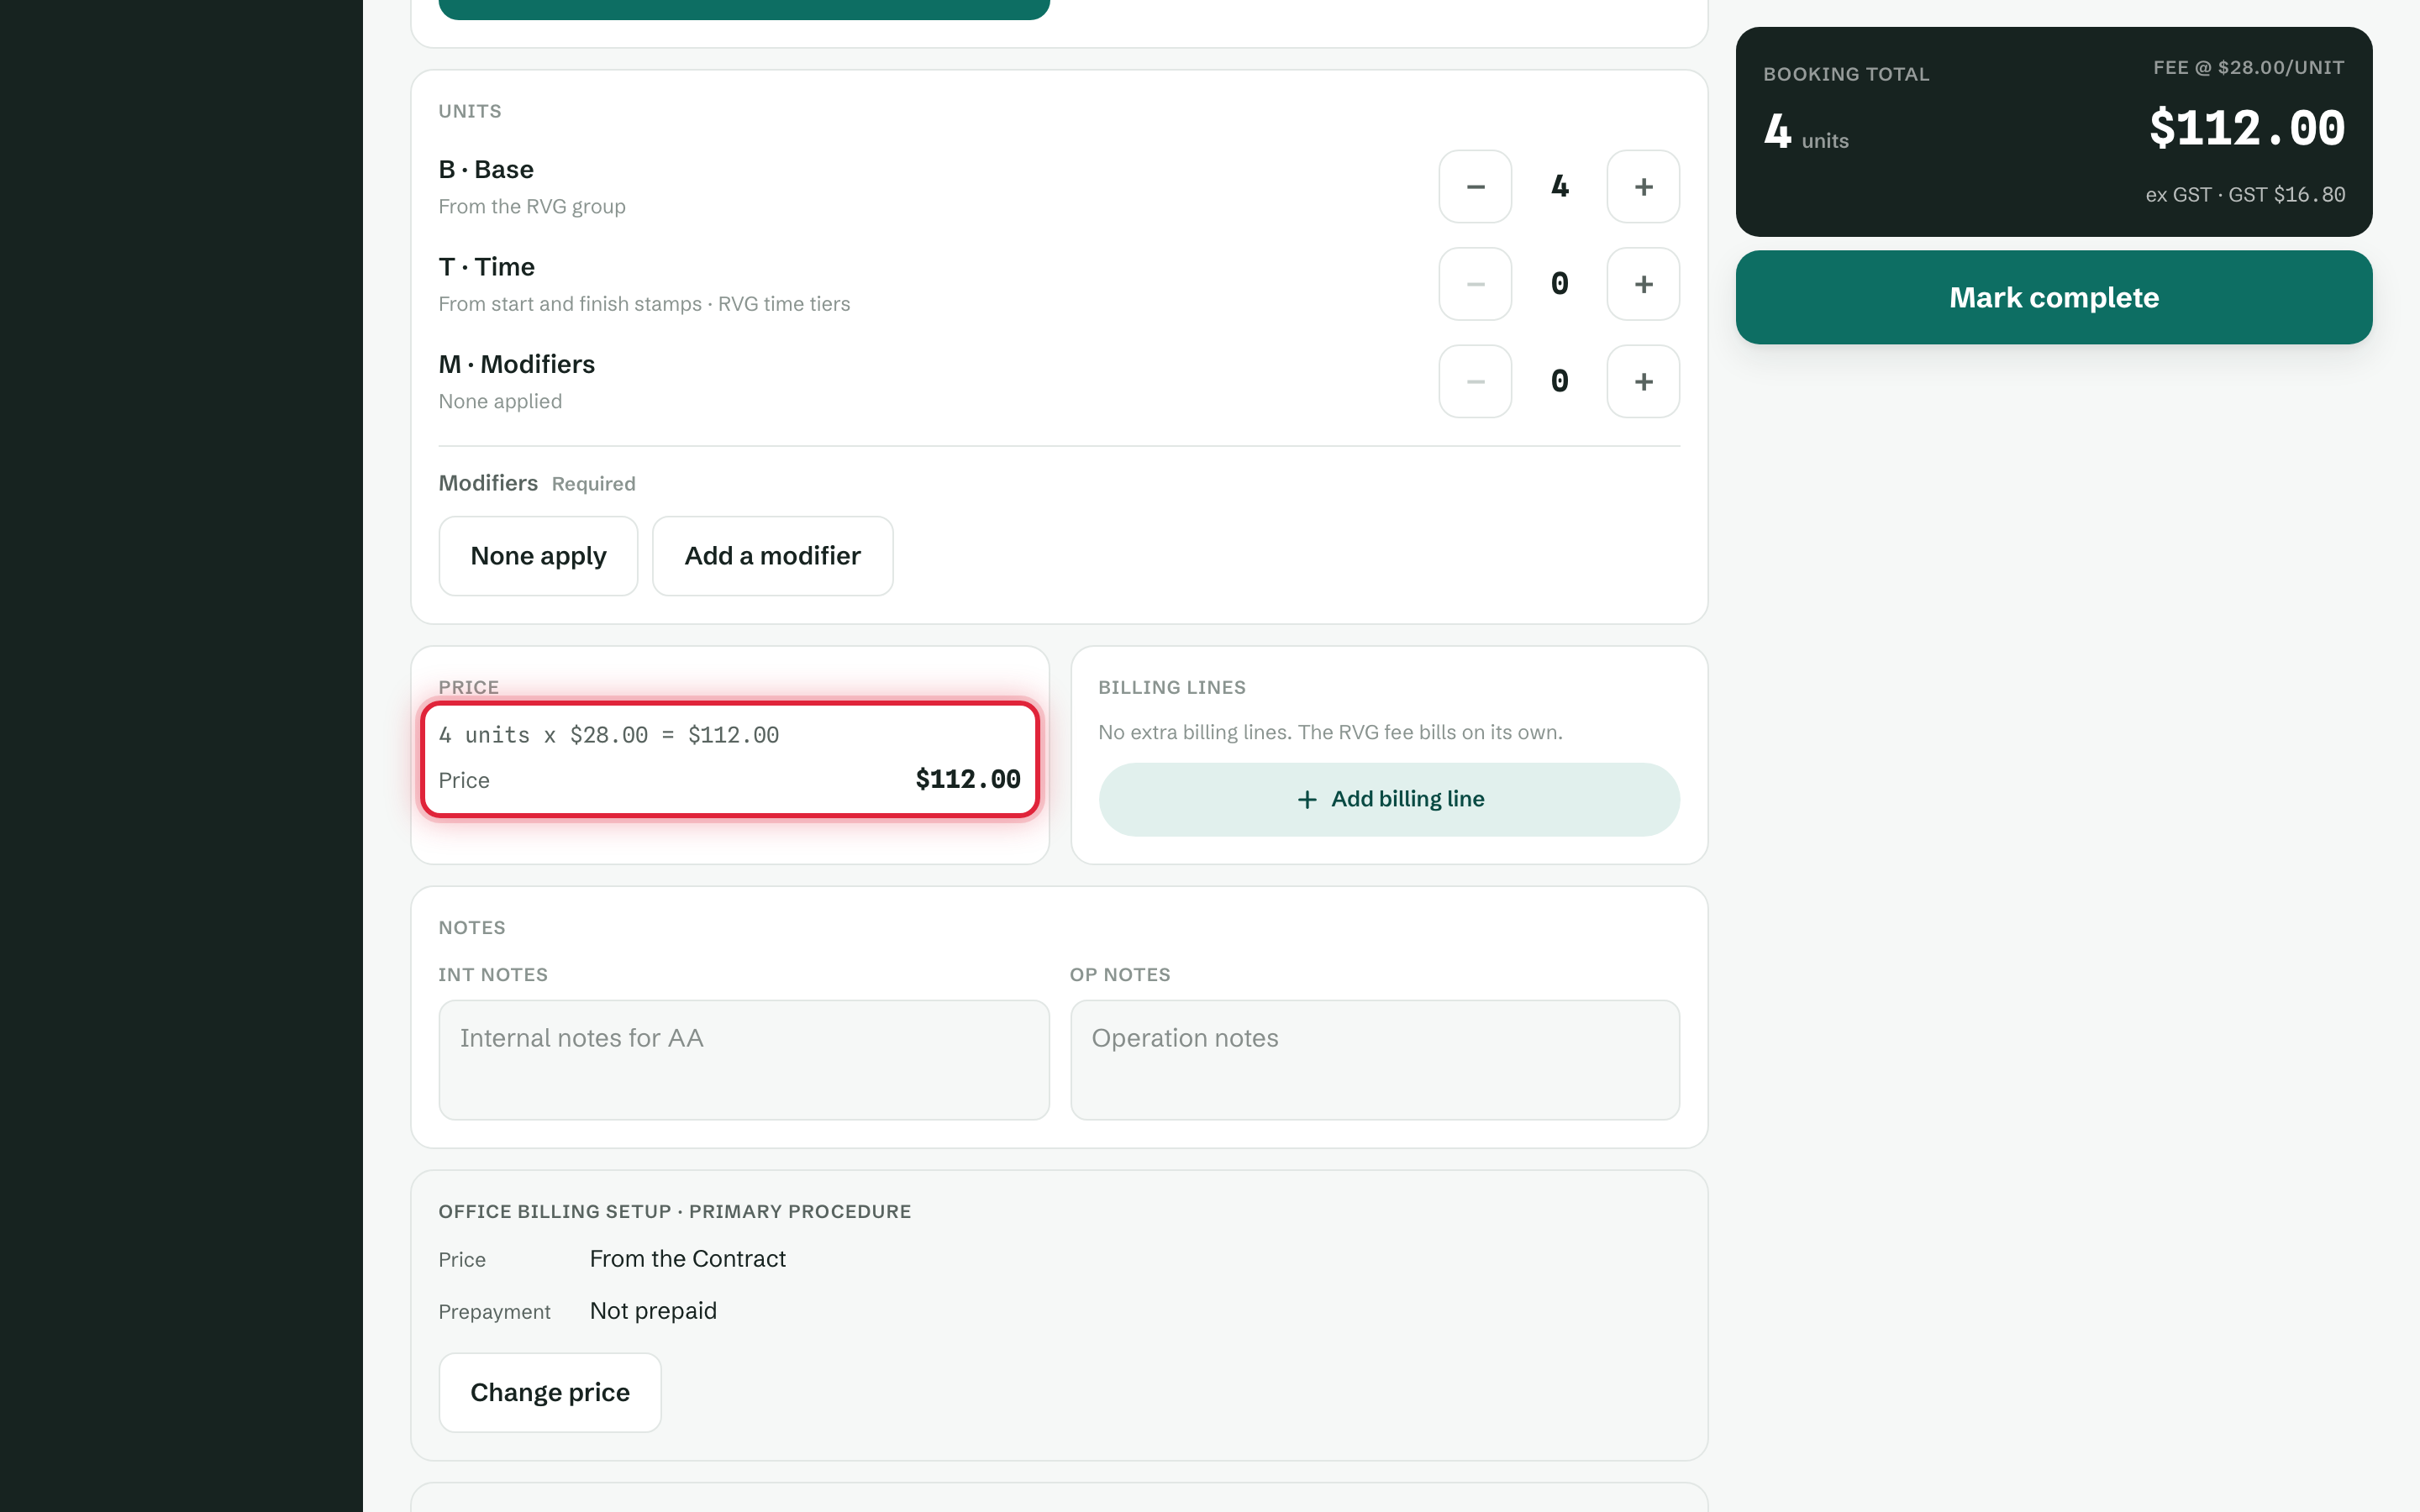 UNITS
B · Base
From the RVG group
− 4 +
T · Time
From start and finish stamps · RVG time tiers
− 0 +
M · Modifiers
None applied
− 0 +
Modifiers Required
None apply Add a modifier
PRICE
4 units x $28.00 = $112.00
Price $112.00
BILLING LINES
No extra billing lines. The RVG fee bills on its own.
+ Add billing line
NOTES
INT NOTES
Internal notes for AA
OP NOTES
Operation notes
OFFICE BILLING SETUP · PRIMARY PROCEDURE
Price From the Contract
Prepayment Not prepaid
Change price
BOOKING TOTAL
4 units
FEE @ $28.00/UNIT
$112.00
ex GST · GST $16.80
Mark complete